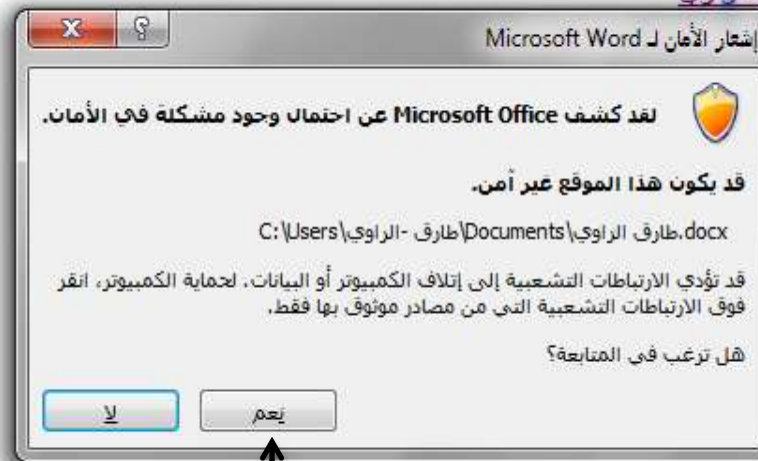 إشعار الأمان لـ Microsoft Word
لقد كشف Microsoft Office عن احتمال وجود مشكلة في الأمان.
قد يكون هذا الموقع غير آمن.
C:\Users\طارق -الراوي\Documents\طارق الراوي.docx
قد تؤدي الارتباطات التشعبية إلى إتلاف الكمبيوتر أو البيانات. لحماية الكمبيوتر، انقر
فوق الارتباطات التشعبية التي من مصادر موثوق بها فقط.
هل ترغب في المتابعة؟
نعم
لا